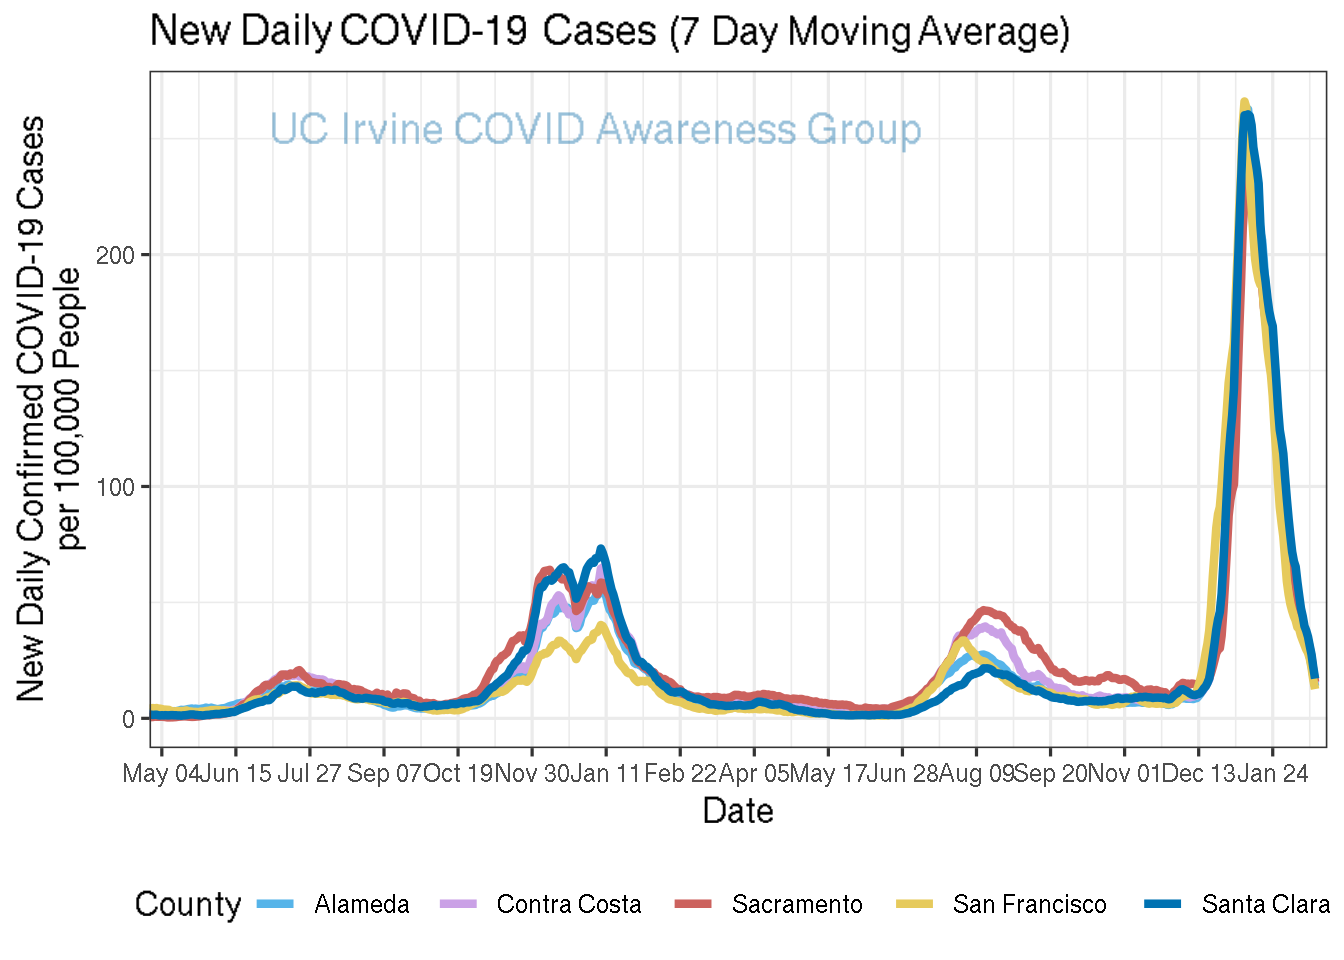 New Daily COVID-19 Cases (7 Day Moving Average)
UC Irvine COVID Awareness Group
New Daily Confirmed COVID-19 Cases
per 100,000 People
200
100
0
May 04 Jun 15 Jul 27 Sep 07 Oct 19 Nov 30 Jan 11 Feb 22 Apr 05 May 17 Jun 28 Aug 09 Sep 20 Nov 01 Dec 13 Jan 24
Date
County Alameda Contra Costa Sacramento San Francisco Santa Clara